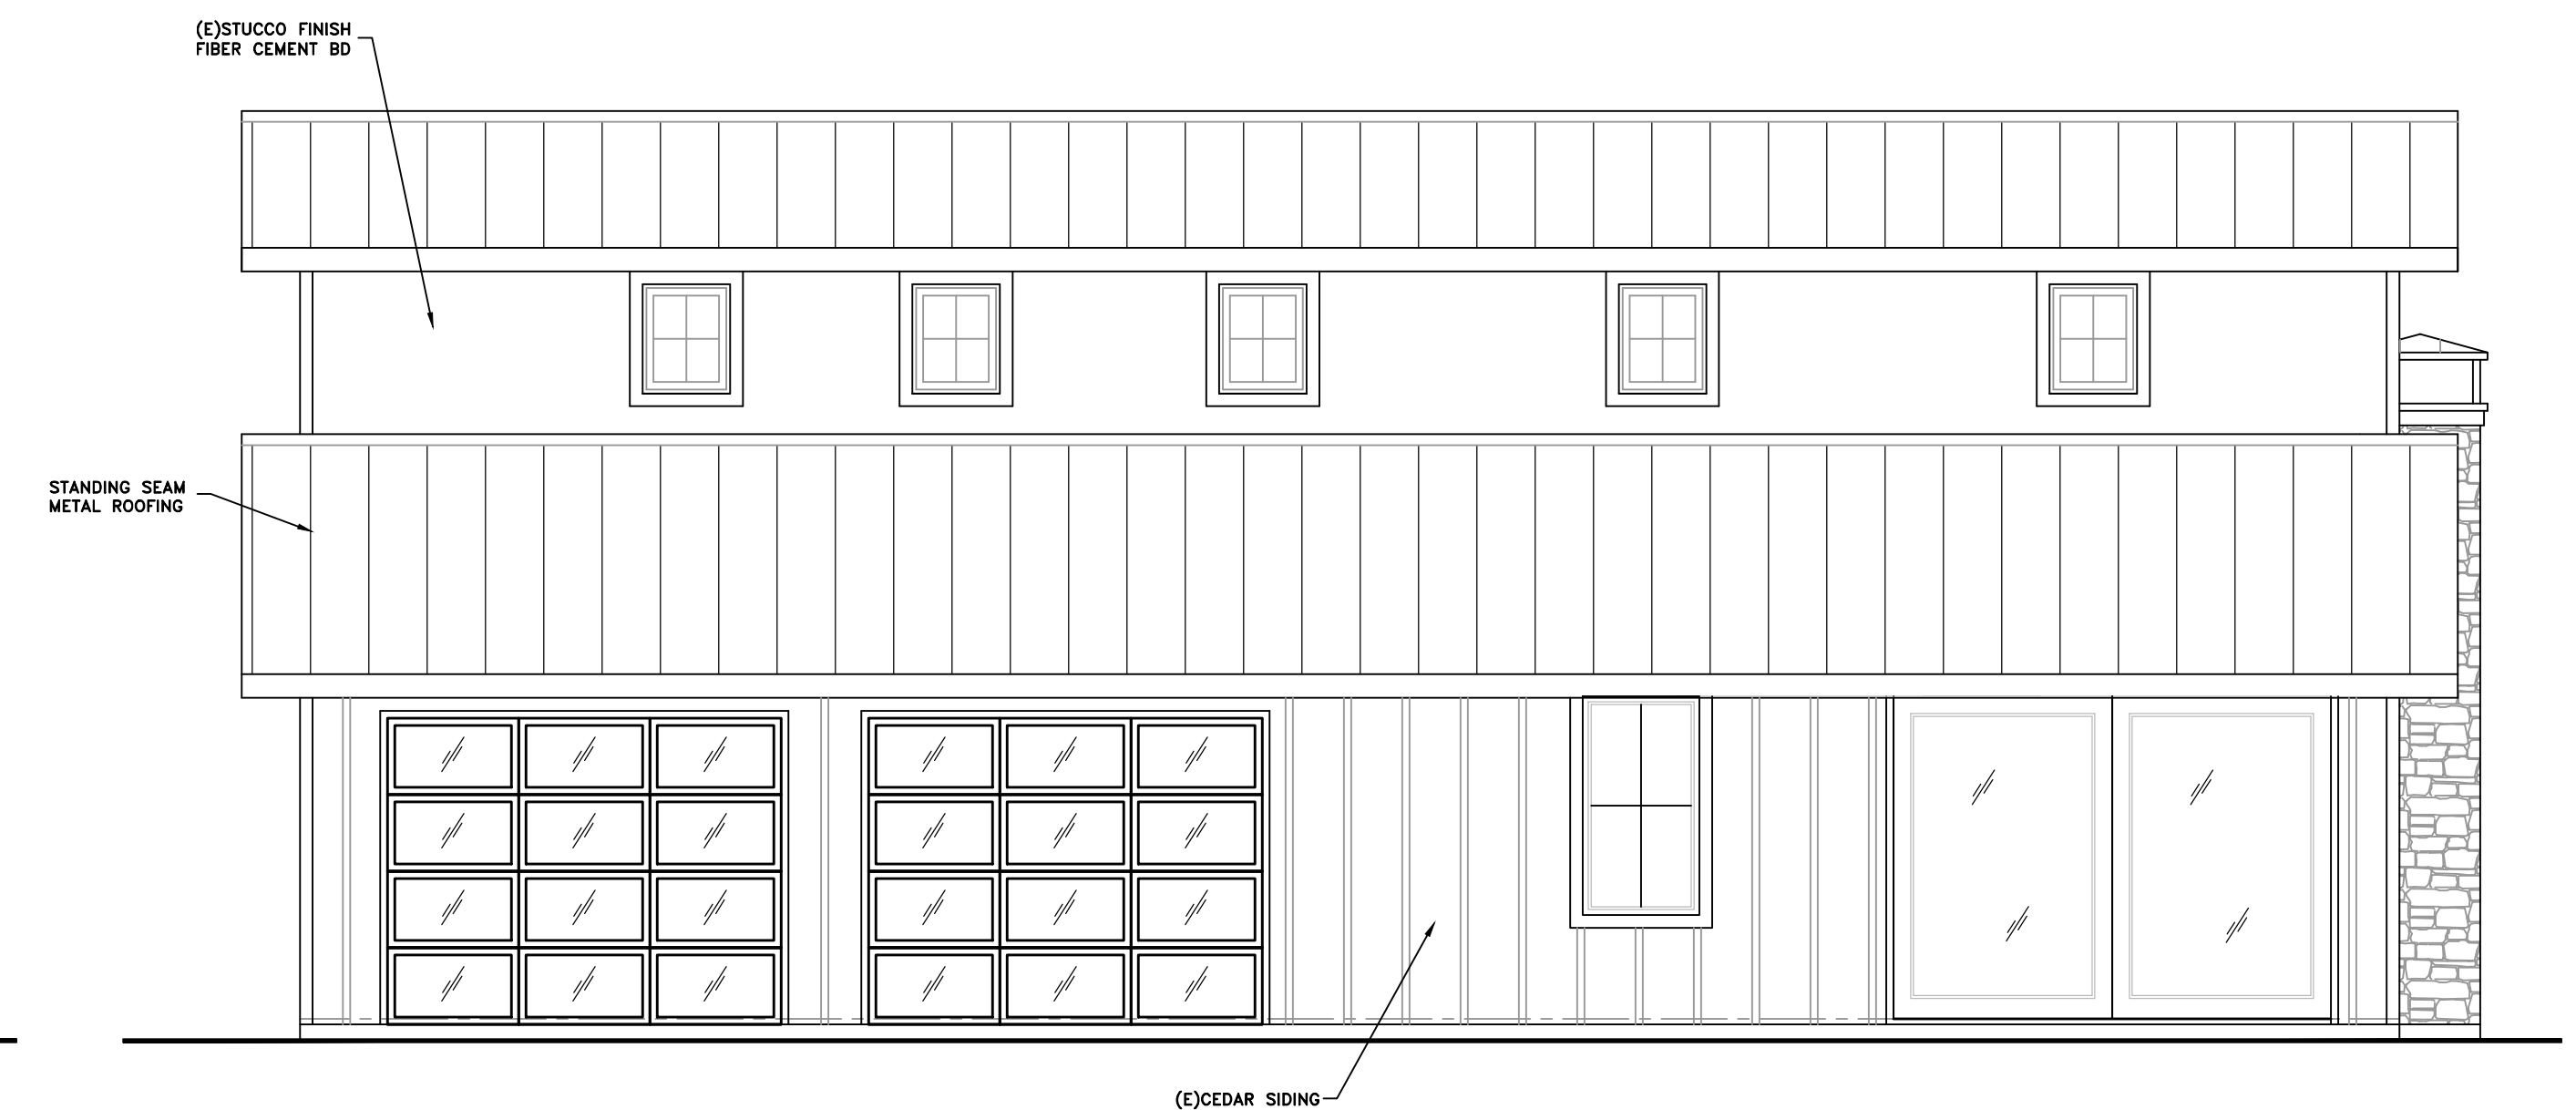 (E)STUCCO FINISH
FIBER CEMENT BD
STANDING SEAM
METAL ROOFING
(E)CEDAR SIDING